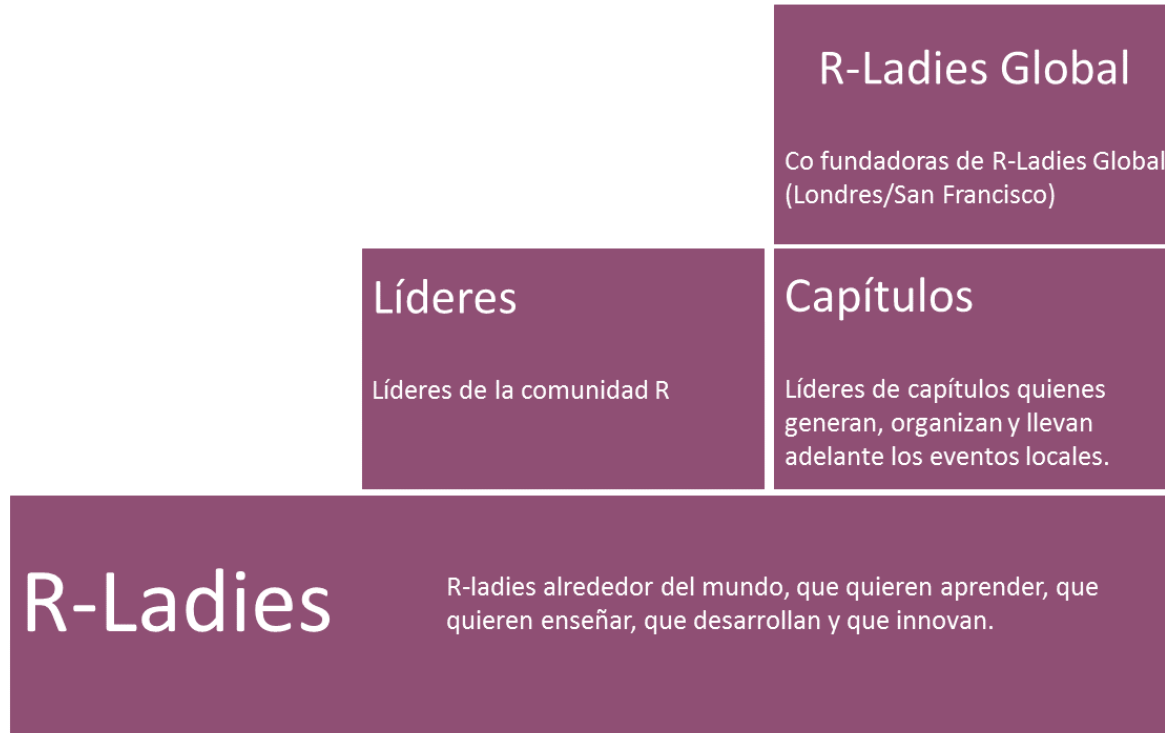 R-Ladies Global
Co fundadoras de R-Ladies Global
(Londres/San Francisco)
Líderes
Líderes de la comunidad R
Capítulos
Líderes de capítulos quienes
generan, organizan y llevan
adelante los eventos locales.
R-Ladies
R-ladies alrededor del mundo, que quieren aprender, que
quieren enseñar, que desarrollan y que innovan.